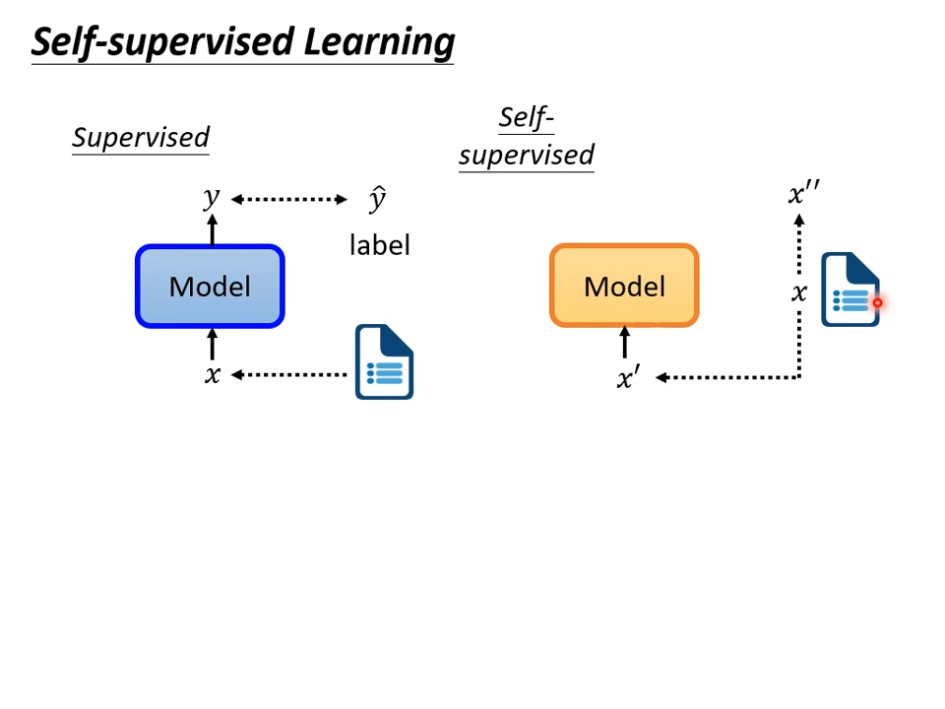 Self-supervised Learning
Supervised
Self-
supervised
y
ŷ
x′′
label
Model
Model
x
x
x′